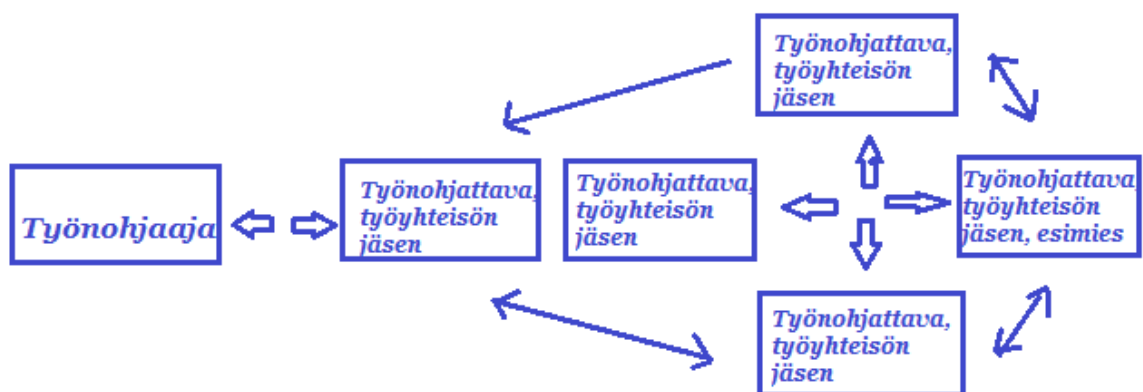 Työnohjattava,
työyhteisön
jäsen
Työnohjaaja
Työnohjattava,
työyhteisön
jäsen
Työnohjattava,
työyhteisön
jäsen
Työnohjattava,
työyhteisön
jäsen, esimies
Työnohjattava,
työyhteisön
jäsen